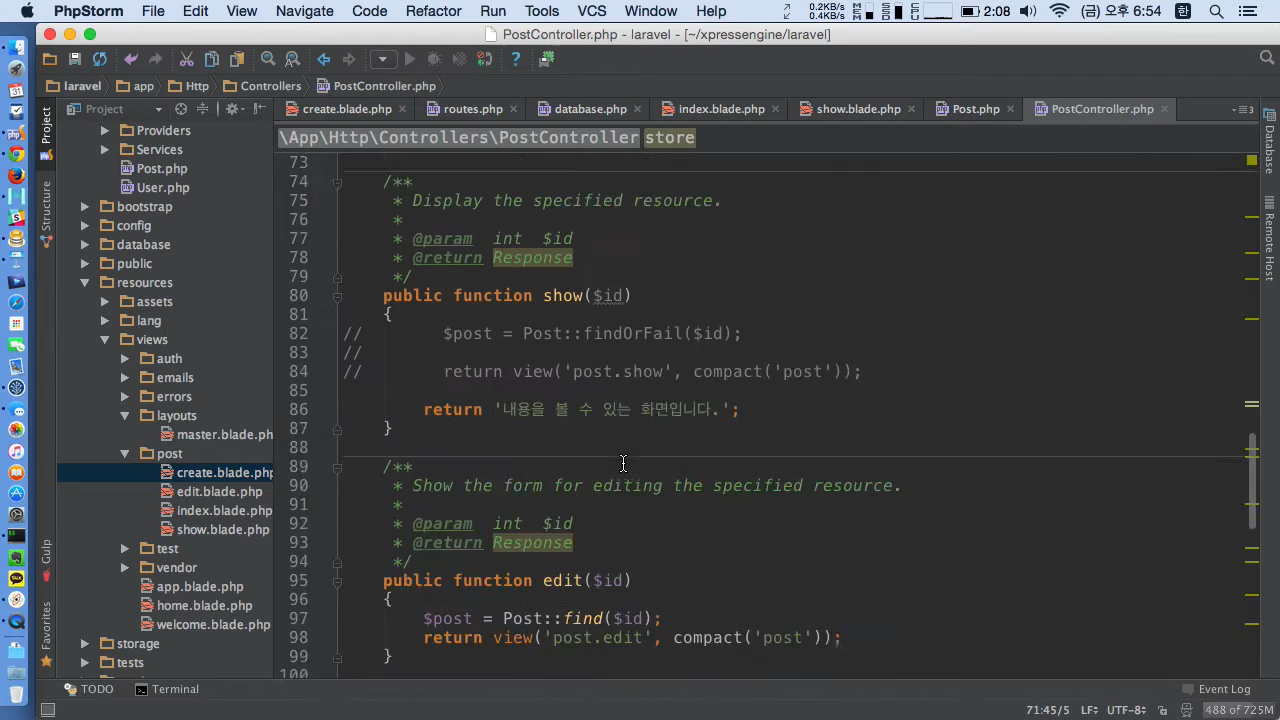 PhpStorm File Edit View Navigate Code Refactor Run Tools VCS Window Help 0.2KB/s 0.4KB/s 2:08 (금) 오후 6:54 한
PostController.php - laravel - [~/xpressengine/laravel]
laravel app Http Controllers PostController.php
Project create.blade.php routes.php database.php index.blade.php show.blade.php Post.php PostController.php
\App\Http\Controllers\PostController store
Project
Structure
Gulp
Favorites
Database
Remote Host
Providers
Services
Post.php
User.php
bootstrap
config
database
public
resources
assets
lang
views
auth
emails
errors
layouts
master.blade.ph
post
create.blade.php
edit.blade.php
index.blade.php
show.blade.php
test
vendor
app.blade.php
home.blade.php
welcome.blade.php
storage
tests
73
74 /**
75 * Display the specified resource.
76 *
77 * @param int $id
78 * @return Response
79 */
80 public function show($id)
81 {
82 // $post = Post::findOrFail($id);
83 //
84 // return view('post.show', compact('post'));
85
86 return '내용을 볼 수 있는 화면입니다.';
87 }
88
89 /**
90 * Show the form for editing the specified resource.
91 *
92 * @param int $id
93 * @return Response
94 */
95 public function edit($id)
96 {
97 $post = Post::find($id);
98 return view('post.edit', compact('post'));
99 }
100
TODO Terminal Event Log
71:45/5 LF÷ UTF-8÷ 488 of 725M